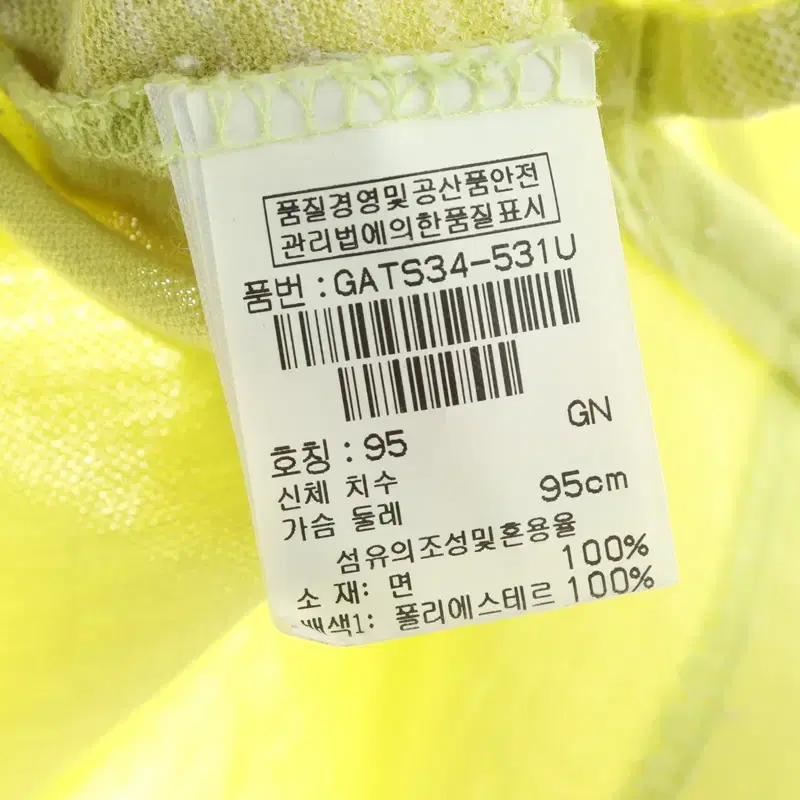 품질경영및공산품안전
관리법에의한품질표시
품번 : GATS34-531U
GN
호칭 : 95
신체 치수
가슴 둘레 95cm
섬유의조성및혼용율
소 재: 면 100%
배색1: 폴리에스테르 100%